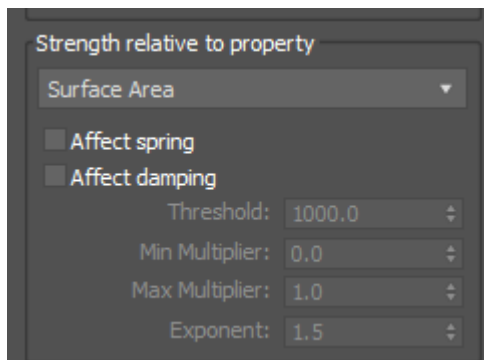 Strength relative to property
Surface Area
Affect spring
Affect damping
Threshold: 1000.0
Min Multiplier: 0.0
Max Multiplier: 1.0
Exponent: 1.5